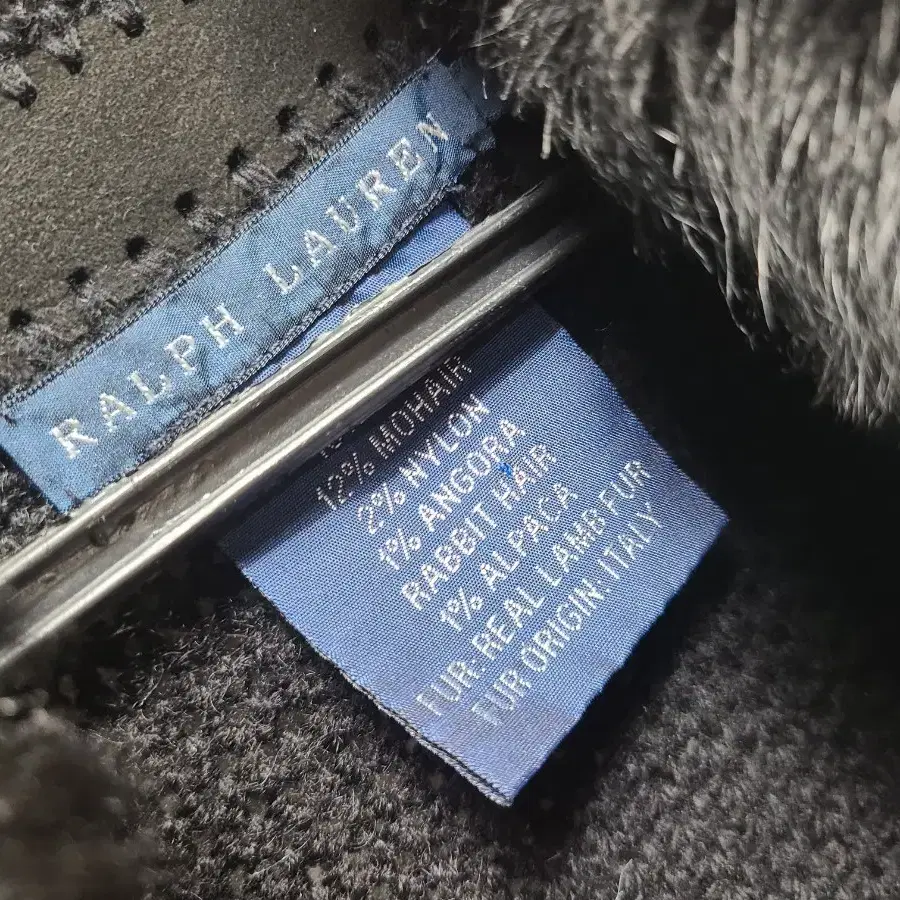 RALPH LAUREN
12% MOHAIR
2% NYLON
1% ANGORA
RABBIT HAIR
1% ALPACA
FUR: REAL LAMB FUR
FUR ORIGIN: ITALY